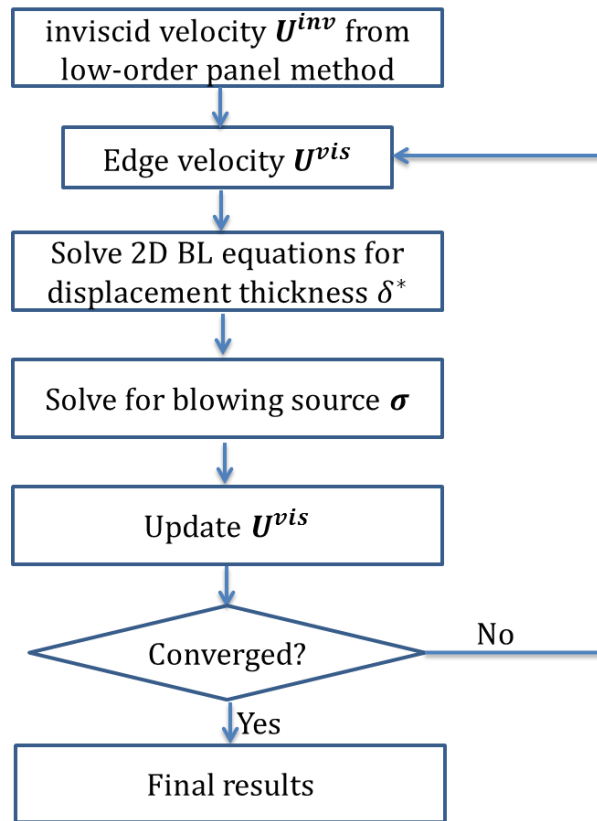 inviscid velocity U^{inv} from
low-order panel method
Edge velocity U^{vis}
Solve 2D BL equations for
displacement thickness δ*
Solve for blowing source σ
Update U^{vis}
Converged?
No
Yes
Final results